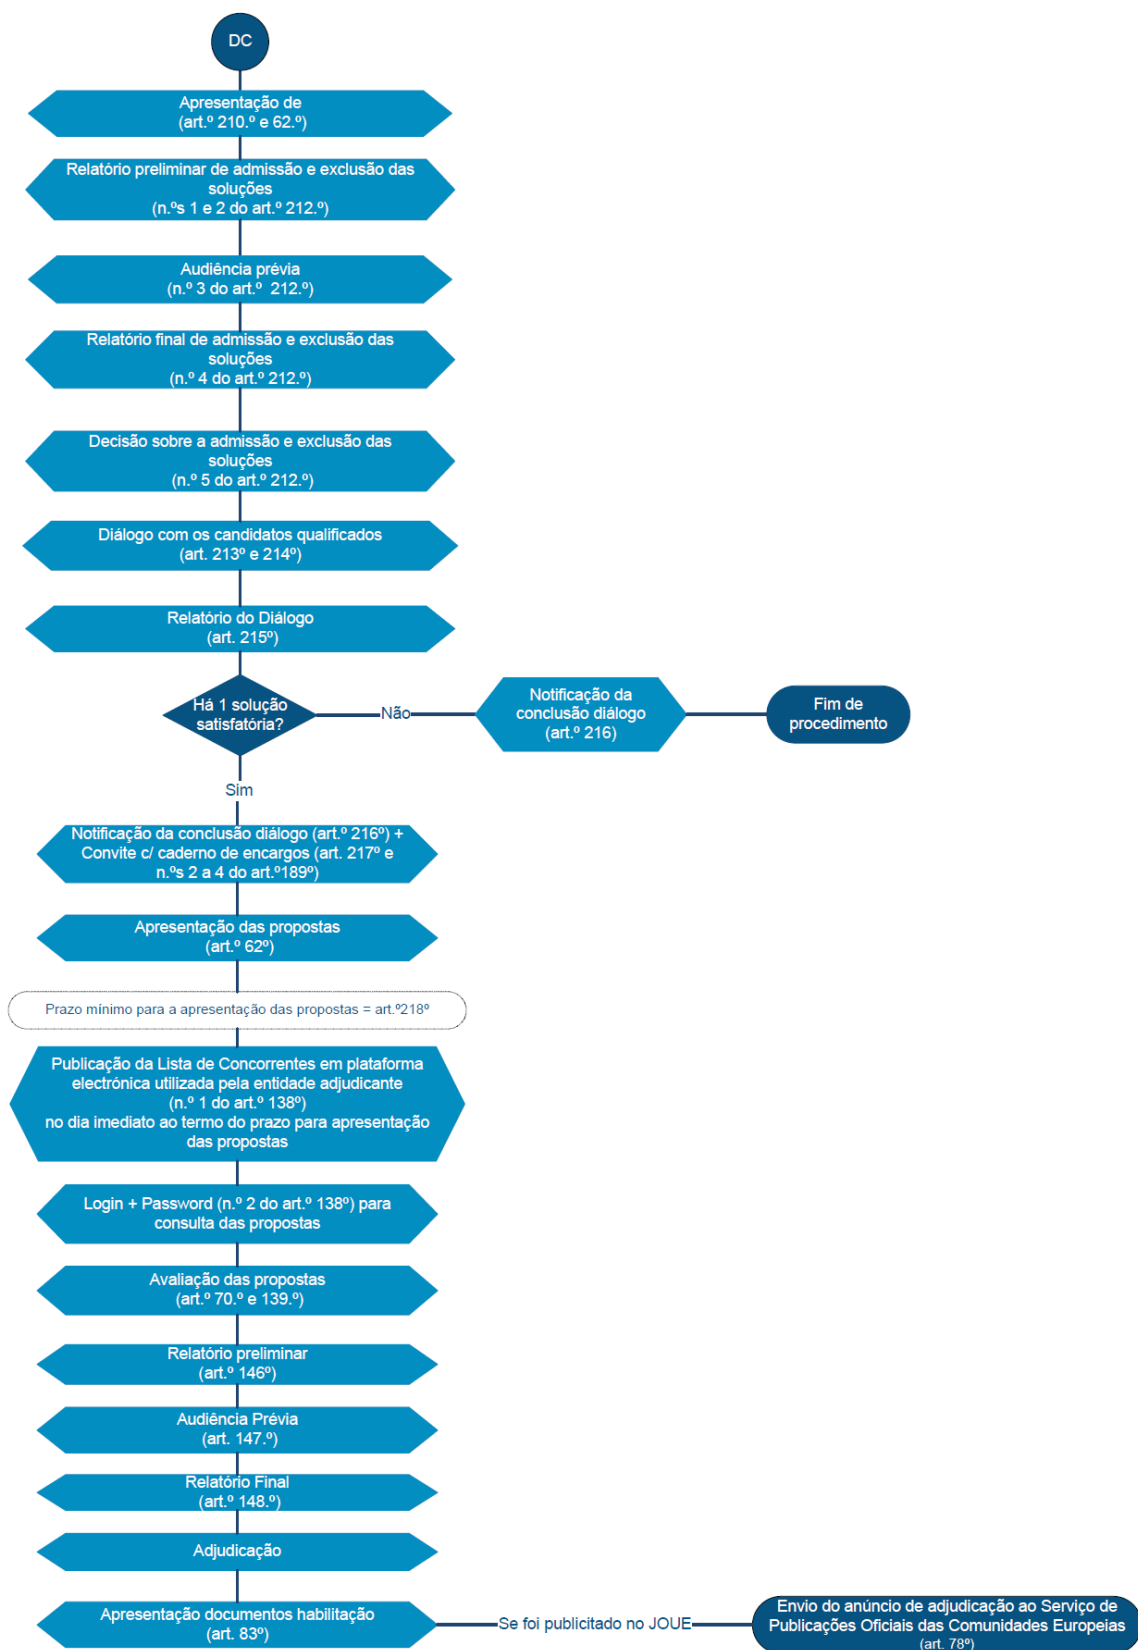 DC
Apresentação de
(art.º 210.º e 62.º)
Relatório preliminar de admissão e exclusão das
soluções
(n.ºs 1 e 2 do art.º 212.º)
Audiência prévia
(n.º 3 do art.º 212.º)
Relatório final de admissão e exclusão das
soluções
(n.º 4 do art.º 212.º)
Decisão sobre a admissão e exclusão das
soluções
(n.º 5 do art.º 212.º)
Diálogo com os candidatos qualificados
(art. 213º e 214º)
Relatório do Diálogo
(art. 215º)
Há 1 solução
satisfatória?
Não
Notificação da
conclusão diálogo
(art.º 216)
Fim de
procedimento
Sim
Notificação da conclusão diálogo (art.º 216º) +
Convite c/ caderno de encargos (art. 217º e
n.ºs 2 a 4 do art.º189º)
Apresentação das propostas
(art.º 62º)
Prazo mínimo para a apresentação das propostas = art.º218º
Publicação da Lista de Concorrentes em plataforma
electrónica utilizada pela entidade adjudicante
(n.º 1 do art.º 138º)
no dia imediato ao termo do prazo para apresentação
das propostas
Login + Password (n.º 2 do art.º 138º) para
consulta das propostas
Avaliação das propostas
(art.º 70.º e 139.º)
Relatório preliminar
(art.º 146º)
Audiência Prévia
(art. 147.º)
Relatório Final
(art.º 148.º)
Adjudicação
Apresentação documentos habilitação
(art. 83º)
Se foi publicitado no JOUE
Envio do anúncio de adjudicação ao Serviço de
Publicações Oficiais das Comunidades Europeias
(art. 78º)